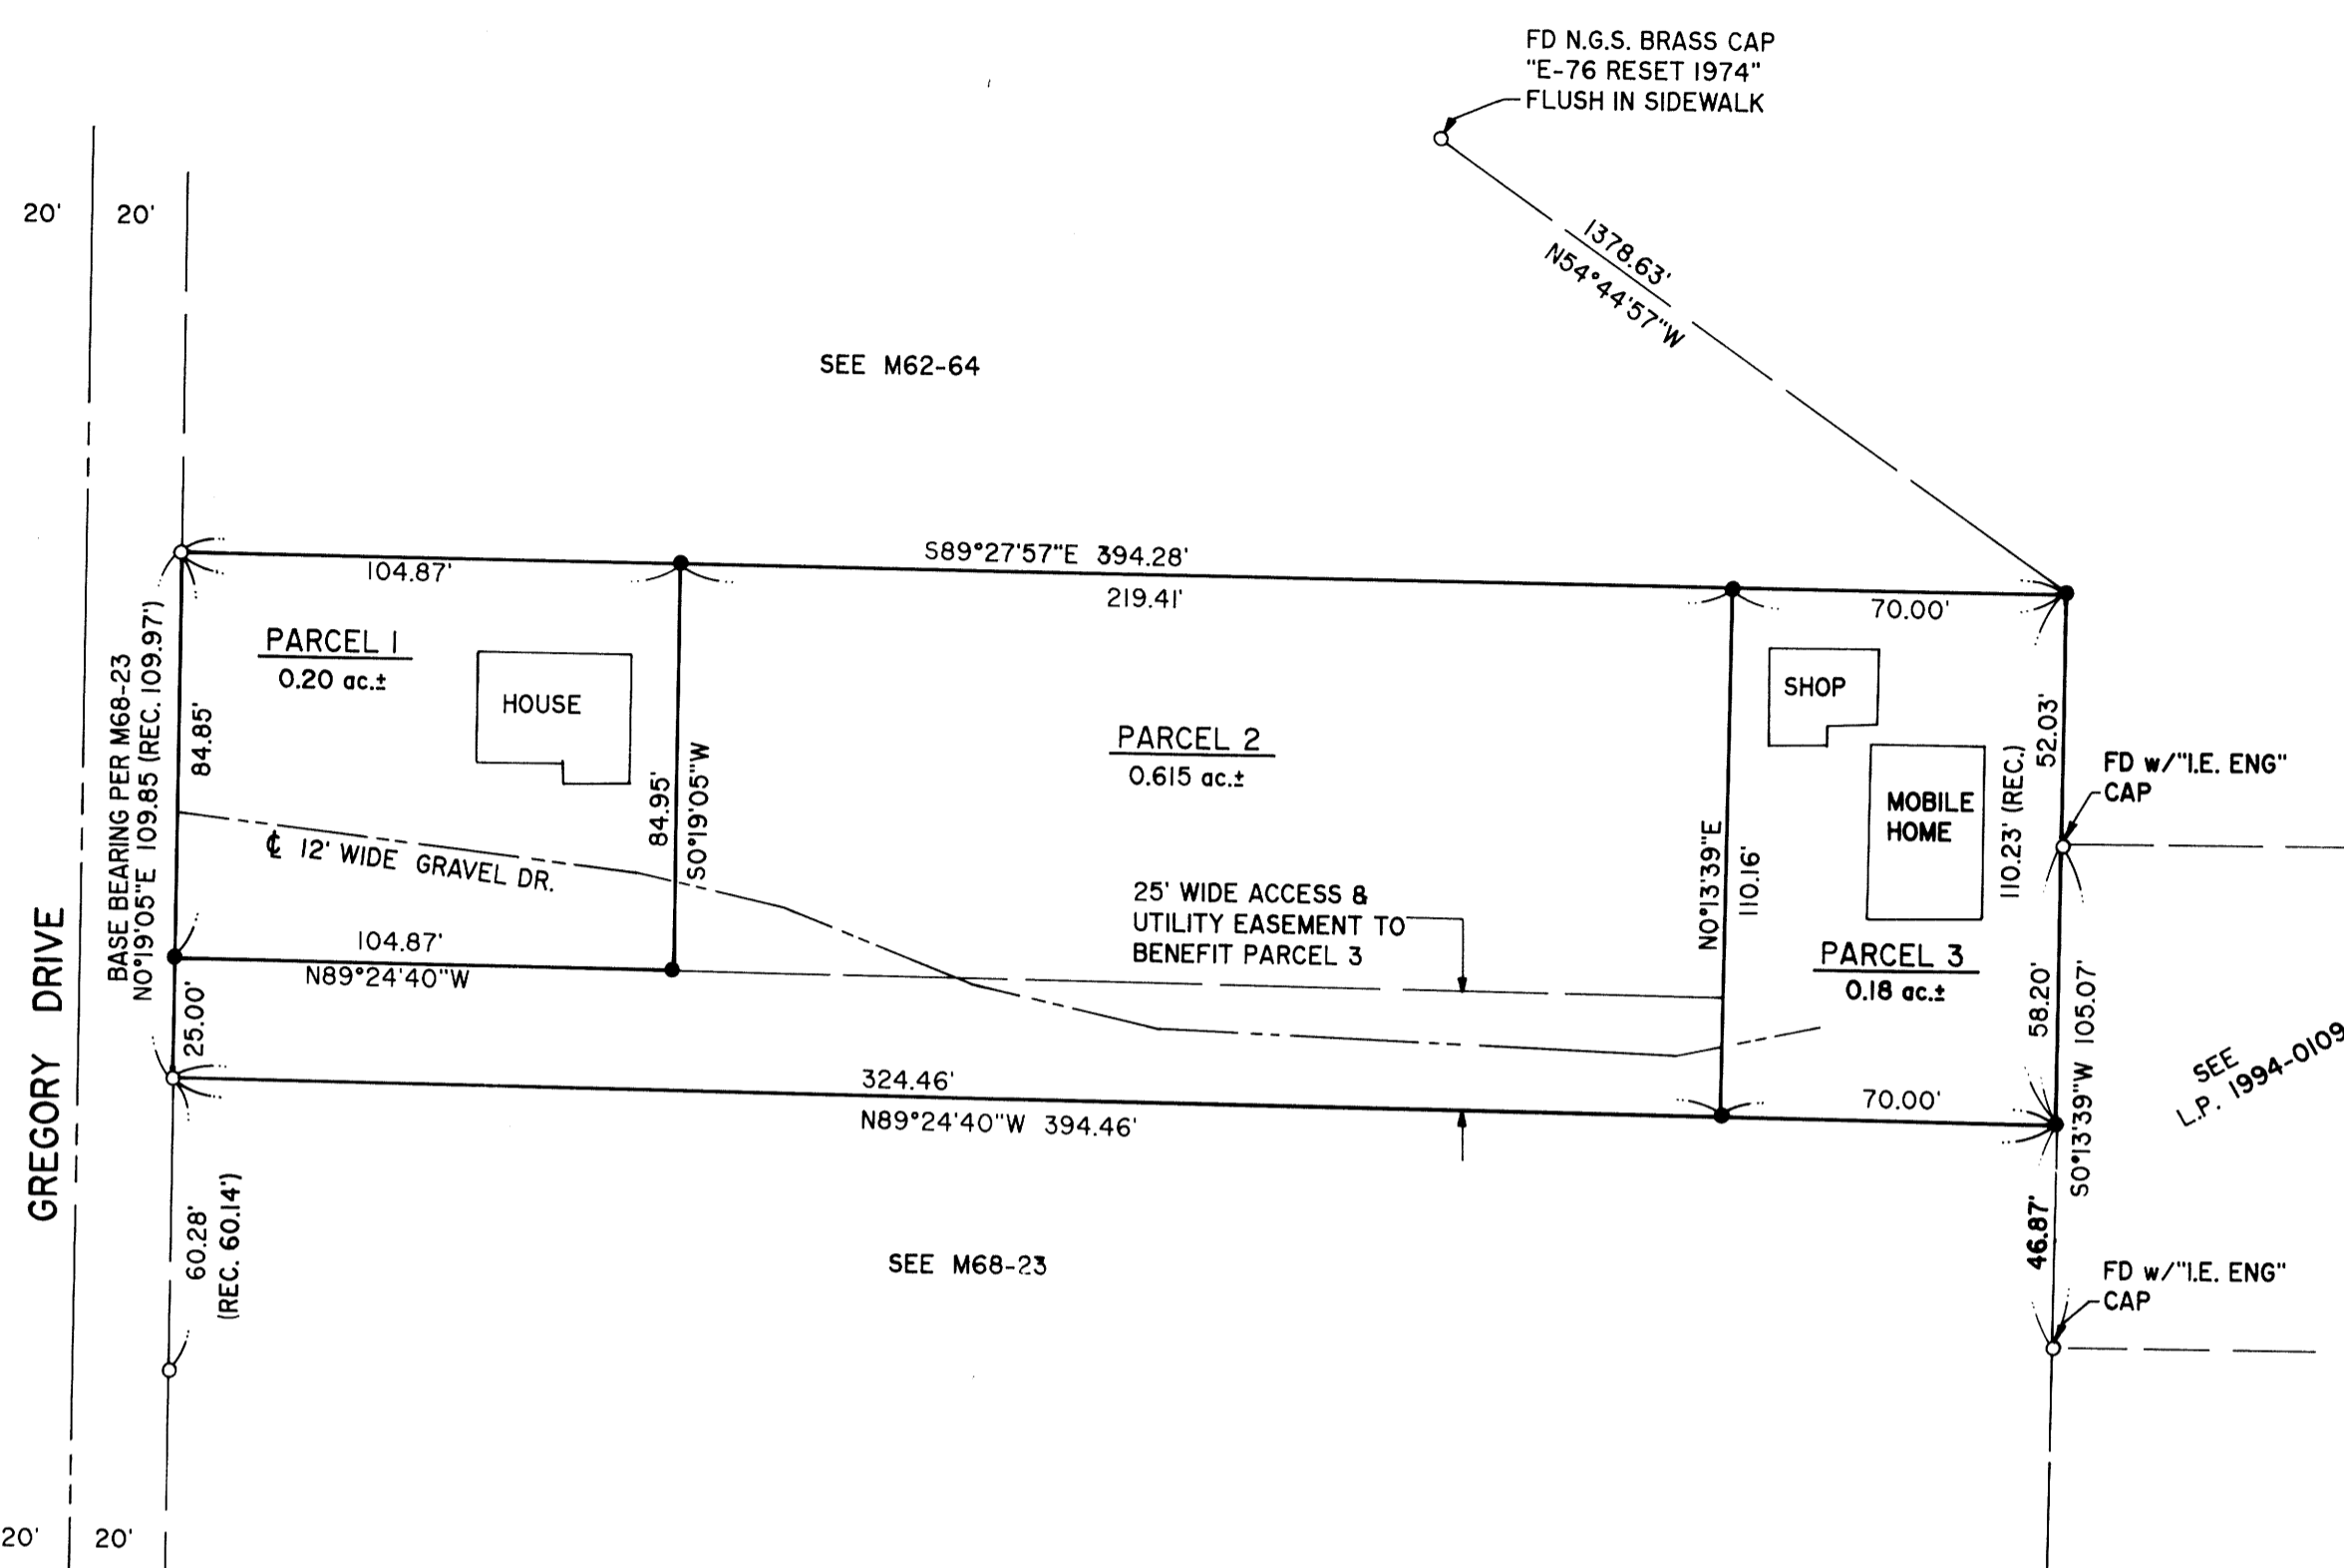 FD N.G.S. BRASS CAP
"E-76 RESET 1974"
FLUSH IN SIDEWALK
20' 20'
1378.63'
N54°44'57"W
SEE M62-64
S89°27'57"E 394.28'
104.87'
219.41'
70.00'
PARCEL 1
0.20 ac.±
HOUSE
84.85'
BASE BEARING PER M68-23
N0°19'05"E 109.85 (REC. 109.97')
84.95'
S0°19'05"W
PARCEL 2
0.615 ac.±
SHOP
MOBILE
HOME
110.23' (REC.)
52.03'
FD w/"I.E. ENG"
CAP
℄ 12' WIDE GRAVEL DR.
25' WIDE ACCESS &
UTILITY EASEMENT TO
BENEFIT PARCEL 3
N0°13'39"E
110.16'
PARCEL 3
0.18 ac.±
104.87'
N89°24'40"W
25.00'
GREGORY DRIVE
58.20'
S0°13'39"W 105.07'
SEE
L.P. 1994-0109
324.46'
N89°24'40"W 394.46'
70.00'
60.28'
(REC. 60.14')
SEE M68-23
46.87'
FD w/"I.E. ENG"
CAP
20' 20'